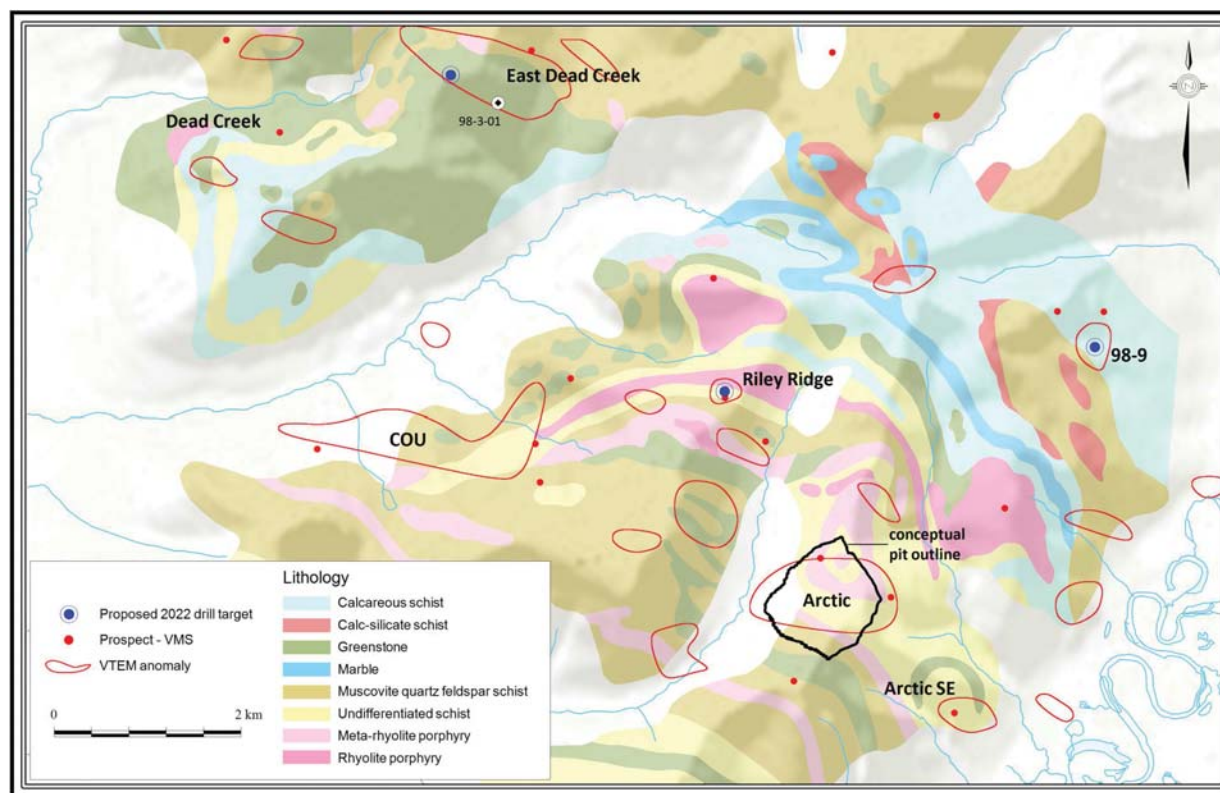 East Dead Creek
Dead Creek
98-3-01
N
98-9
Riley Ridge
COU
conceptual
pit outline
Arctic
Arctic SE
Proposed 2022 drill target
Prospect - VMS
VTEM anomaly
0 2 km
Lithology
Calcareous schist
Calc-silicate schist
Greenstone
Marble
Muscovite quartz feldspar schist
Undifferentiated schist
Meta-rhyolite porphyry
Rhyolite porphyry